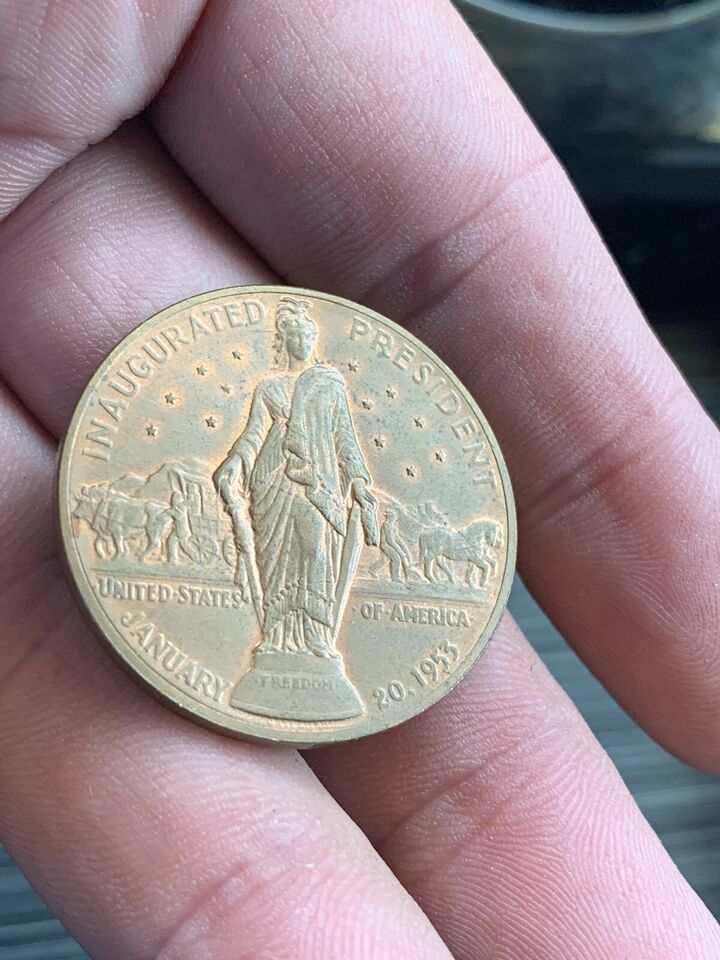 INAUGURATED PRESIDENT
UNITED·STATES OF·AMERICA
JANUARY 20,1953
·FREEDOM·